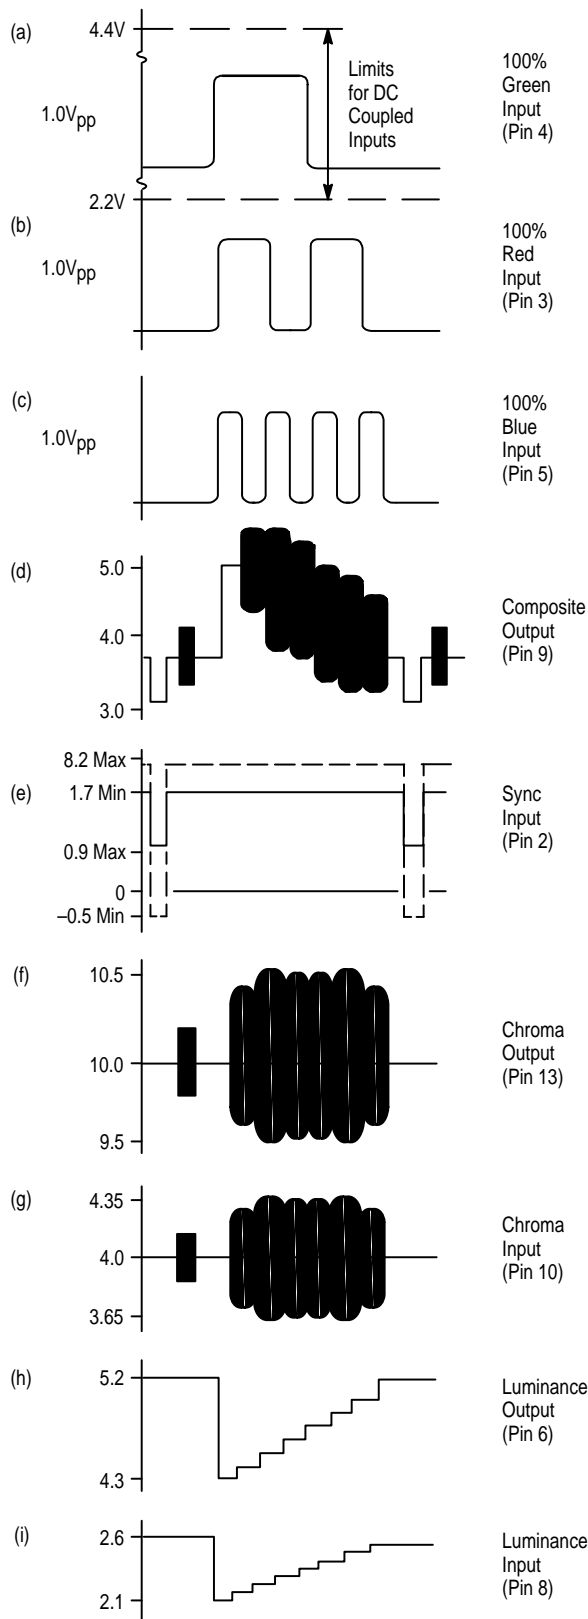 (a)
4.4V
1.0Vpp
2.2V
Limits
for DC
Coupled
Inputs
100%
Green
Input
(Pin 4)
(b)
1.0Vpp
100%
Red
Input
(Pin 3)
(c)
1.0Vpp
100%
Blue
Input
(Pin 5)
(d)
5.0
4.0
3.0
Composite
Output
(Pin 9)
(e)
8.2 Max
1.7 Min
0.9 Max
0
–0.5 Min
Sync
Input
(Pin 2)
(f)
10.5
10.0
9.5
Chroma
Output
(Pin 13)
(g)
4.35
4.0
3.65
Chroma
Input
(Pin 10)
(h)
5.2
4.3
Luminance
Output
(Pin 6)
(i)
2.6
2.1
Luminance
Input
(Pin 8)